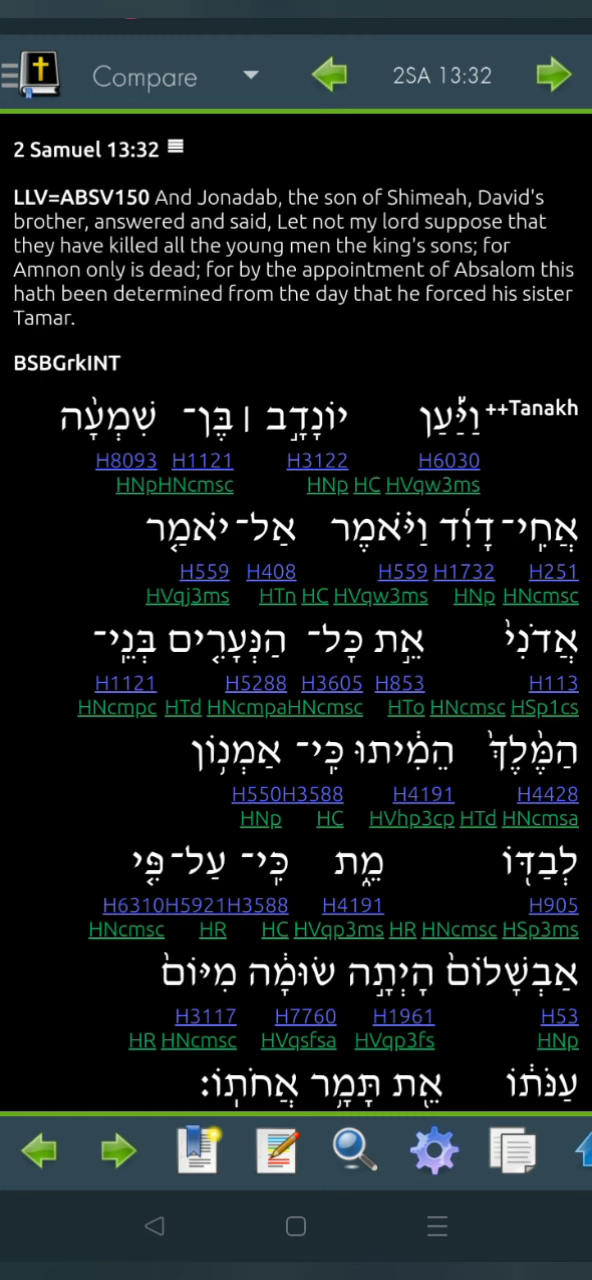 Compare
2SA 13:32
2 Samuel 13:32
LLV=ABSV150 And Jonadab, the son of Shimeah, David's
brother, answered and said, Let not my lord suppose that
they have killed all the young men the king's sons; for
Amnon only is dead; for by the appointment of Absalom this
hath been determined from the day that he forced his sister
Tamar.
BSBGrkINT
++Tanakh וַיַּ֡עַן יוֹנָדָ֣ב ׀ בֶּן־ שִׁמְעָ֨ה
H8093 H1121 H3122 H6030
HNpHNcmsc HNp HC HVqw3ms
אֲחִֽי־ דָוִ֜ד וַיֹּ֗אמֶר אַל־ יֹאמַ֤ר
H559 H408 H559 H1732 H251
HVqj3ms HTn HC HVqw3ms HNp HNcmsc
אֲדֹנִי֙ אֵ֣ת כָּל־ הַנְּעָרִ֤ים בְּנֵֽי־
H1121 H5288 H3605 H853 H113
HNcmpc HTd HNcmpaHNcmsc HTo HNcmsc HSp1cs
הַמֶּ֙לֶךְ֙ הֵמִ֔יתוּ כִּֽי־ אַמְנ֥וֹן
H550H3588 H4191 H4428
HNp HC HVhp3cp HTd HNcmsa
לְבַדּ֖וֹ מֵ֑ת כִּֽי־ עַל־ פִּ֤י
H6310H5921H3588 H4191 H905
HNcmsc HR HC HVqp3ms HR HNcmsc HSp3ms
אַבְשָׁלוֹם֙ הָיְתָ֣ה שׂוּמָ֔ה מִיּוֹם֙
H3117 H7760 H1961 H53
HR HNcmsc HVqsfsa HVqp3fs HNp
עַנֹּת֔וֹ אֵ֖ת תָּמָ֥ר אֲחֹתֽוֹ׃